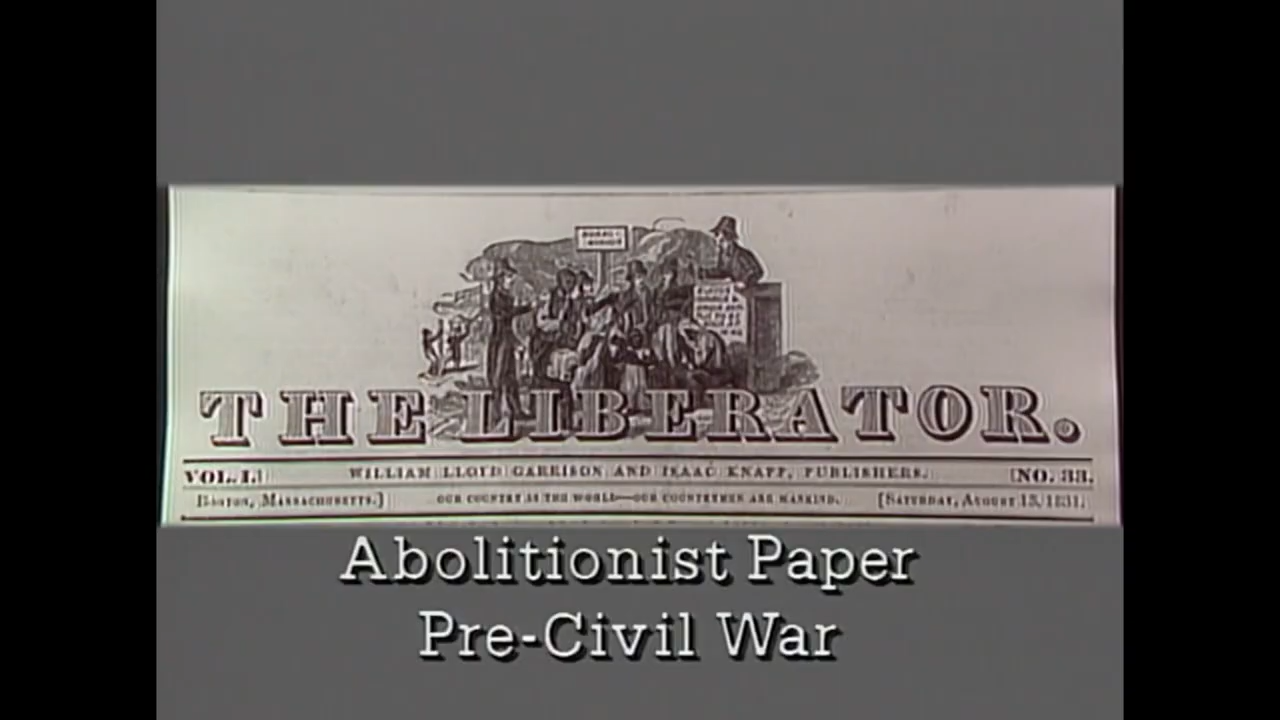 THE LIBERATOR.
VOL. I.] WILLIAM LLOYD GARRISON AND ISAAC KNAPP, PUBLISHERS. [NO. 33.
BOSTON, MASSACHUSETTS.] OUR COUNTRY IS THE WORLD—OUR COUNTRYMEN ARE MANKIND. [SATURDAY, AUGUST 13, 1831.
Abolitionist Paper
Pre-Civil War